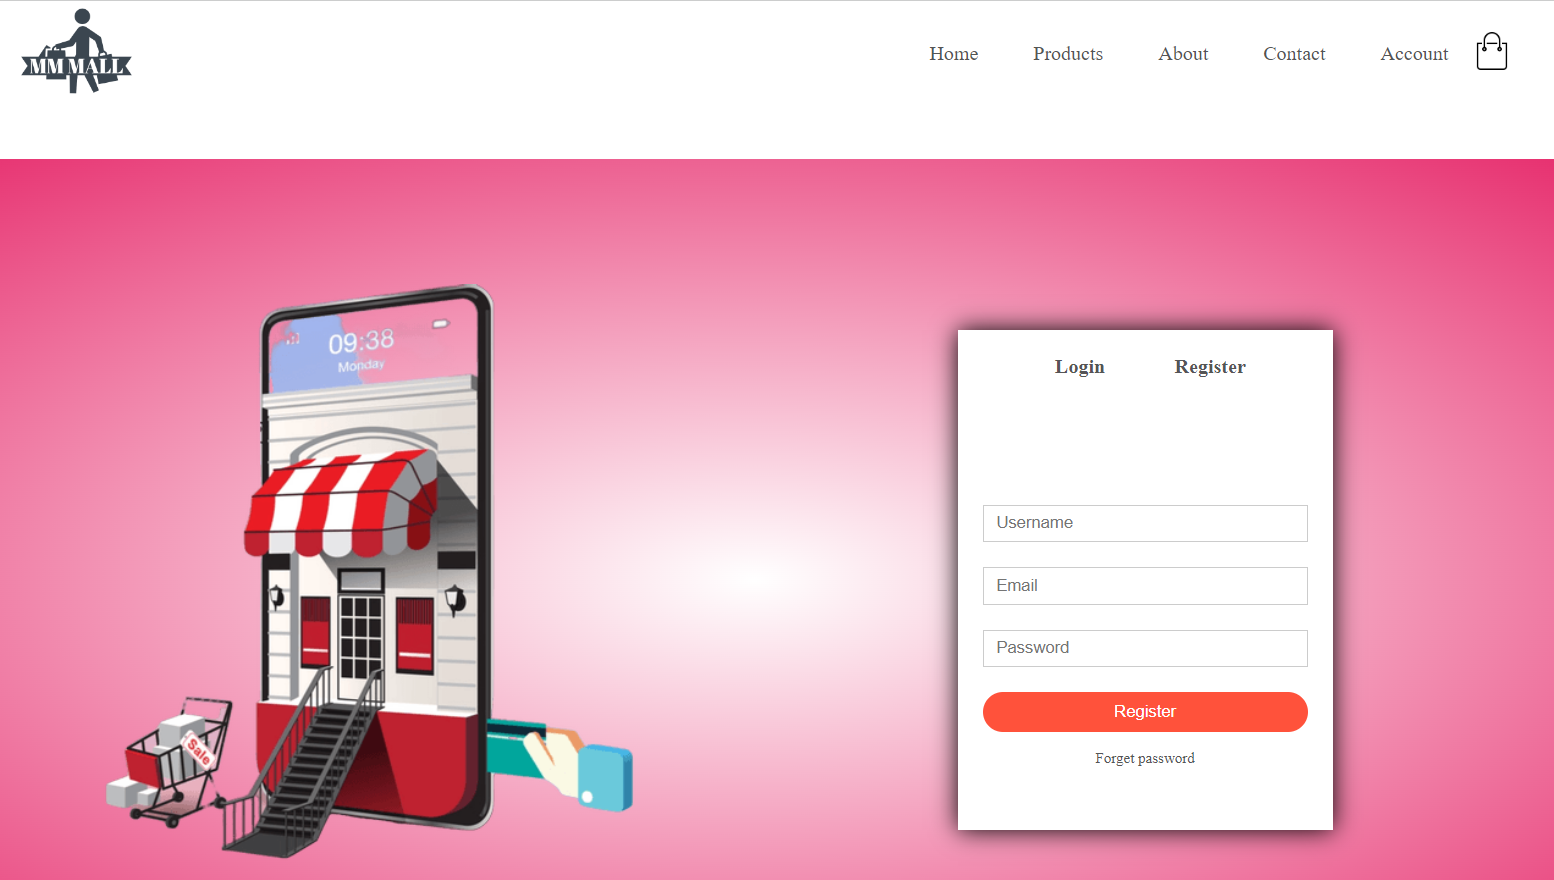 MM MALL
Home Products About Contact Account
09:38
Monday
Sale
Login Register
Username
Email
Password
Register
Forget password